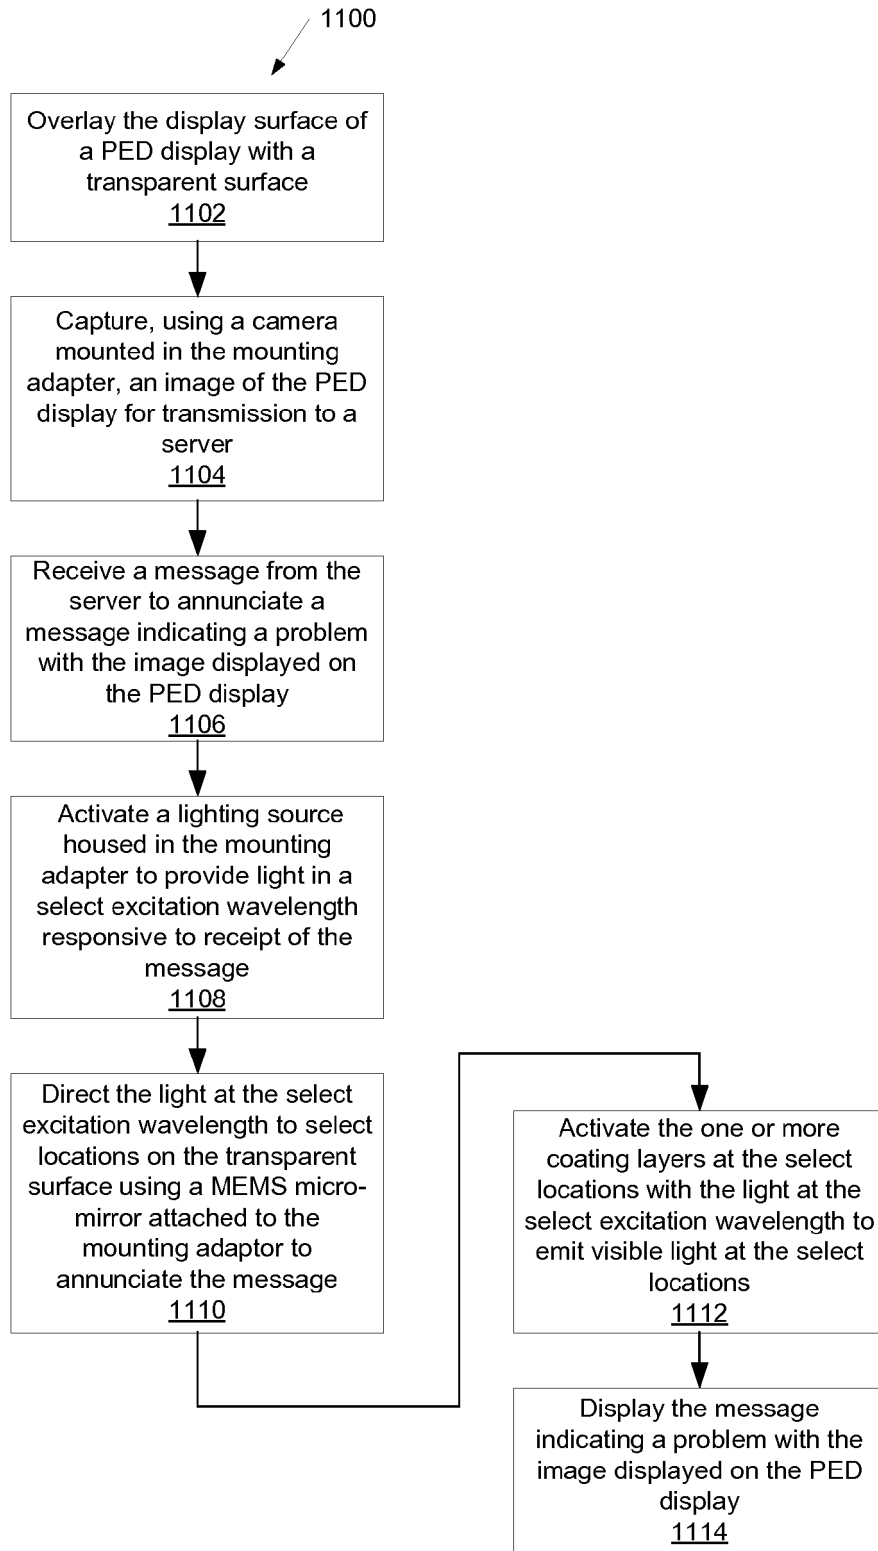 1100
Overlay the display surface of
a PED display with a
transparent surface
1102
Capture, using a camera
mounted in the mounting
adapter, an image of the PED
display for transmission to a
server
1104
Receive a message from the
server to annunciate a
message indicating a problem
with the image displayed on
the PED display
1106
Activate a lighting source
housed in the mounting
adapter to provide light in a
select excitation wavelength
responsive to receipt of the
message
1108
Direct the light at the select
excitation wavelength to select
locations on the transparent
surface using a MEMS micro-
mirror attached to the
mounting adaptor to
annunciate the message
1110
Activate the one or more
coating layers at the select
locations with the light at the
select excitation wavelength to
emit visible light at the select
locations
1112
Display the message
indicating a problem with the
image displayed on the PED
display
1114